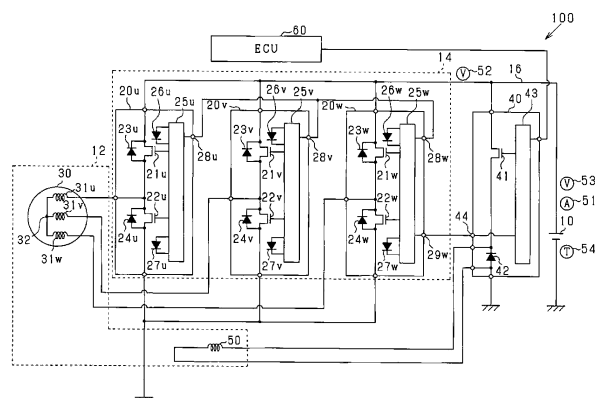 100
60
ECU
14
V 52
16
26u 25u
20u
23u
21u
28u
22u
24u
27u
26v 25v
20v
23v
21v
28v
22v
24v
27v
26w 25w
20w
23w
21w
28w
22w
24w
29w
27w
40 43
41
44
42
V 53
A 51
10
T 54
12
30
31u
31v
32
31w
50